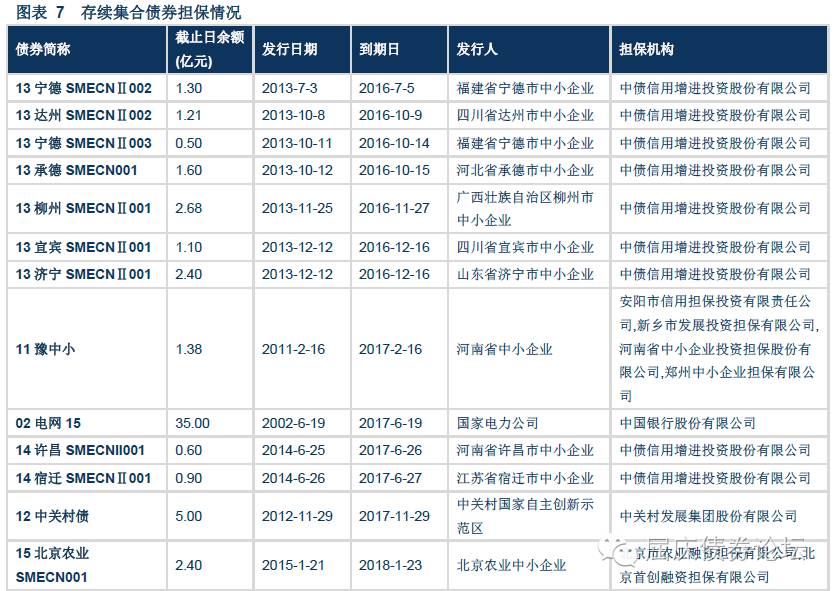 图表 7 存续集合债券担保情况
债券简称 截止日余额(亿元) 发行日期 到期日 发行人 担保机构
13 宁德 SMECNⅡ002 1.30 2013-7-3 2016-7-5 福建省宁德市中小企业 中债信用增进投资股份有限公司
13 达州 SMECNⅡ002 1.21 2013-10-8 2016-10-9 四川省达州市中小企业 中债信用增进投资股份有限公司
13 宁德 SMECNⅡ003 0.50 2013-10-11 2016-10-14 福建省宁德市中小企业 中债信用增进投资股份有限公司
13 承德 SMECN001 1.60 2013-10-12 2016-10-15 河北省承德市中小企业 中债信用增进投资股份有限公司
13 柳州 SMECNⅡ001 2.68 2013-11-25 2016-11-27 广西壮族自治区柳州市中小企业 中债信用增进投资股份有限公司
13 宜宾 SMECNⅡ001 1.10 2013-12-12 2016-12-16 四川省宜宾市中小企业 中债信用增进投资股份有限公司
13 济宁 SMECNⅡ001 2.40 2013-12-12 2016-12-16 山东省济宁市中小企业 中债信用增进投资股份有限公司
11 豫中小 1.38 2011-2-16 2017-2-16 河南省中小企业 安阳市信用担保投资有限责任公司,新乡市发展投资担保有限公司,河南省中小企业投资担保股份有限公司,郑州中小企业担保有限公司
02 电网 15 35.00 2002-6-19 2017-6-19 国家电力公司 中国银行股份有限公司
14 许昌 SMECNII001 0.60 2014-6-25 2017-6-26 河南省许昌市中小企业 中债信用增进投资股份有限公司
14 宿迁 SMECNⅡ001 0.90 2014-6-26 2017-6-27 江苏省宿迁市中小企业 中债信用增进投资股份有限公司
12 中关村债 5.00 2012-11-29 2017-11-29 中关村国家自主创新示范区 中关村发展集团股份有限公司
15 北京农业 SMECN001 2.40 2015-1-21 2018-1-23 北京农业中小企业 京市农业融资担保有限公司,北京首创融资担保有限公司
屈庆债券论坛